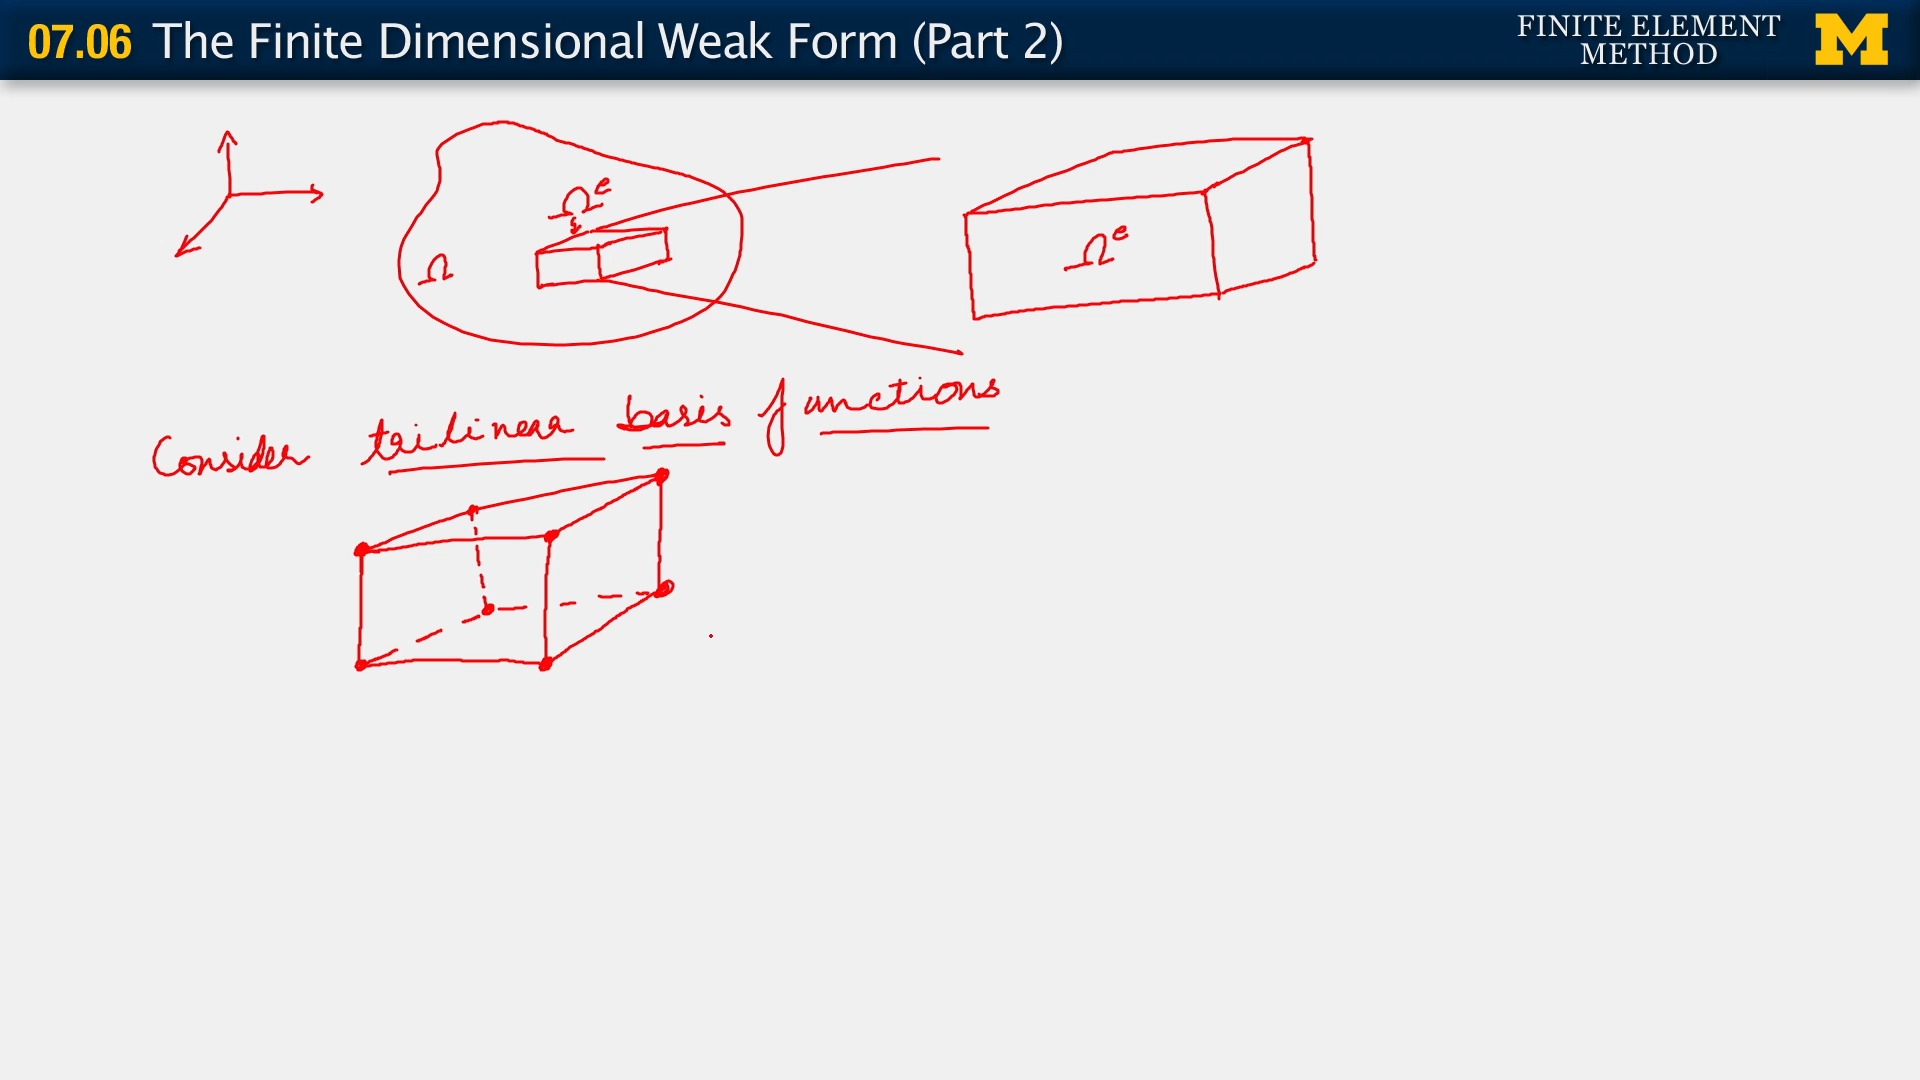 07.06 The Finite Dimensional Weak Form (Part 2)
FINITE ELEMENT
METHOD
M
Ωᵉ
Ω
Ωᵉ
Consider trilinear basis functions